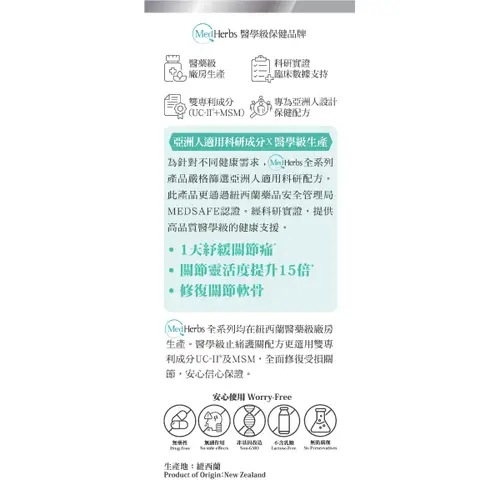 MedHerbs 醫學級保健品牌
醫藥級
廠房生產
科研實證
臨床數據支持
雙專利成分
(UC-II®+MSM)
專為亞洲人設計
保健配方
亞洲人適用科研成分X醫學級生產
為針對不同健康需求，MedHerbs全系列
產品嚴格篩選亞洲人適用科研配方。
此產品更通過紐西蘭藥品安全管理局
MEDSAFE認證。經科研實證，提供
高品質醫學級的健康支援。
• 1天紓緩關節痛*
• 關節靈活度提升15倍*
• 修復關節軟骨
MedHerbs 全系列均在紐西蘭醫藥級廠房
生產。醫學級止痛護關配方更選用雙專
利成分UC-II®及MSM，全面修復受損關
節，安心信心保證。
安心使用 Worry-Free
無藥性
Drug-free
無副作用
No side effects
非基因改造
Non-GMO
不含乳糖
Lactose-Free
無防腐劑
No Preservatives
生產地：紐西蘭
Product of Origin:New Zealand